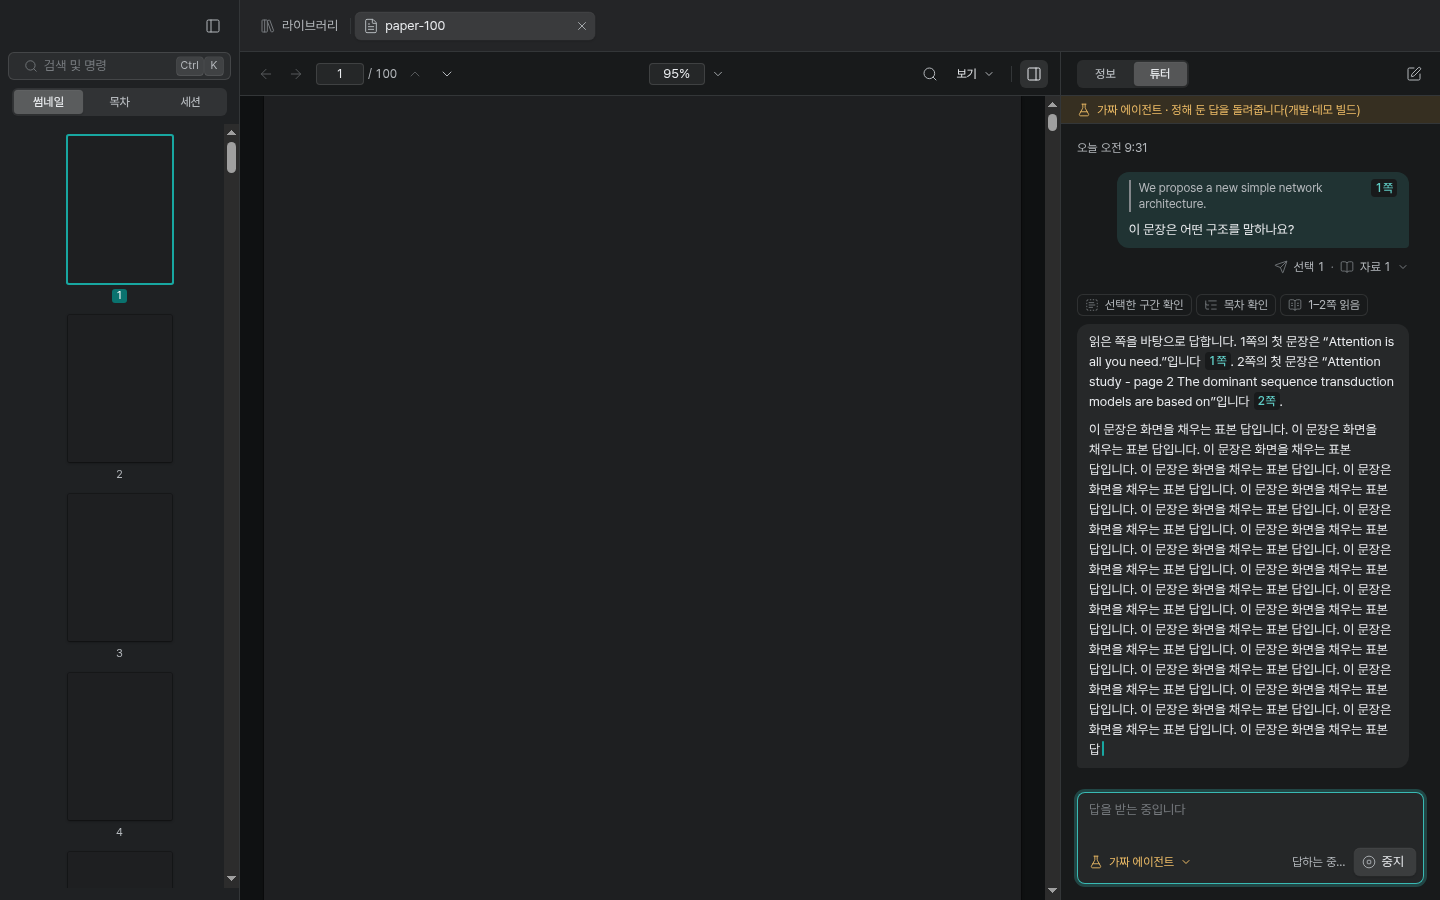 라이브러리
paper-100
검색 및 명령
Ctrl K
썸네일 목차 세션
1
2
3
4
1 / 100
95%
보기
정보 튜터
가짜 에이전트 · 정해 둔 답을 돌려줍니다(개발·데모 빌드)
오늘 오전 9:31
We propose a new simple network 1쪽
architecture.
이 문장은 어떤 구조를 말하나요?
선택 1 · 자료 1
선택한 구간 확인 목차 확인 1–2쪽 읽음
읽은 쪽을 바탕으로 답합니다. 1쪽의 첫 문장은 “Attention is
all you need.”입니다 1쪽. 2쪽의 첫 문장은 “Attention
study - page 2 The dominant sequence transduction
models are based on”입니다 2쪽.
이 문장은 화면을 채우는 표본 답입니다. 이 문장은 화면을
채우는 표본 답입니다. 이 문장은 화면을 채우는 표본
답입니다. 이 문장은 화면을 채우는 표본 답입니다. 이 문장은
화면을 채우는 표본 답입니다. 이 문장은 화면을 채우는 표본
답입니다. 이 문장은 화면을 채우는 표본 답입니다. 이 문장은
화면을 채우는 표본 답입니다. 이 문장은 화면을 채우는 표본
답입니다. 이 문장은 화면을 채우는 표본 답입니다. 이 문장은
화면을 채우는 표본 답입니다. 이 문장은 화면을 채우는 표본
답입니다. 이 문장은 화면을 채우는 표본 답입니다. 이 문장은
화면을 채우는 표본 답입니다. 이 문장은 화면을 채우는 표본
답입니다. 이 문장은 화면을 채우는 표본 답입니다. 이 문장은
화면을 채우는 표본 답입니다. 이 문장은 화면을 채우는 표본
답입니다. 이 문장은 화면을 채우는 표본 답입니다. 이 문장은
화면을 채우는 표본 답입니다. 이 문장은 화면을 채우는 표본
답입니다. 이 문장은 화면을 채우는 표본 답입니다. 이 문장은
화면을 채우는 표본 답입니다. 이 문장은 화면을 채우는 표본
답
답을 받는 중입니다
가짜 에이전트 답하는 중... 중지